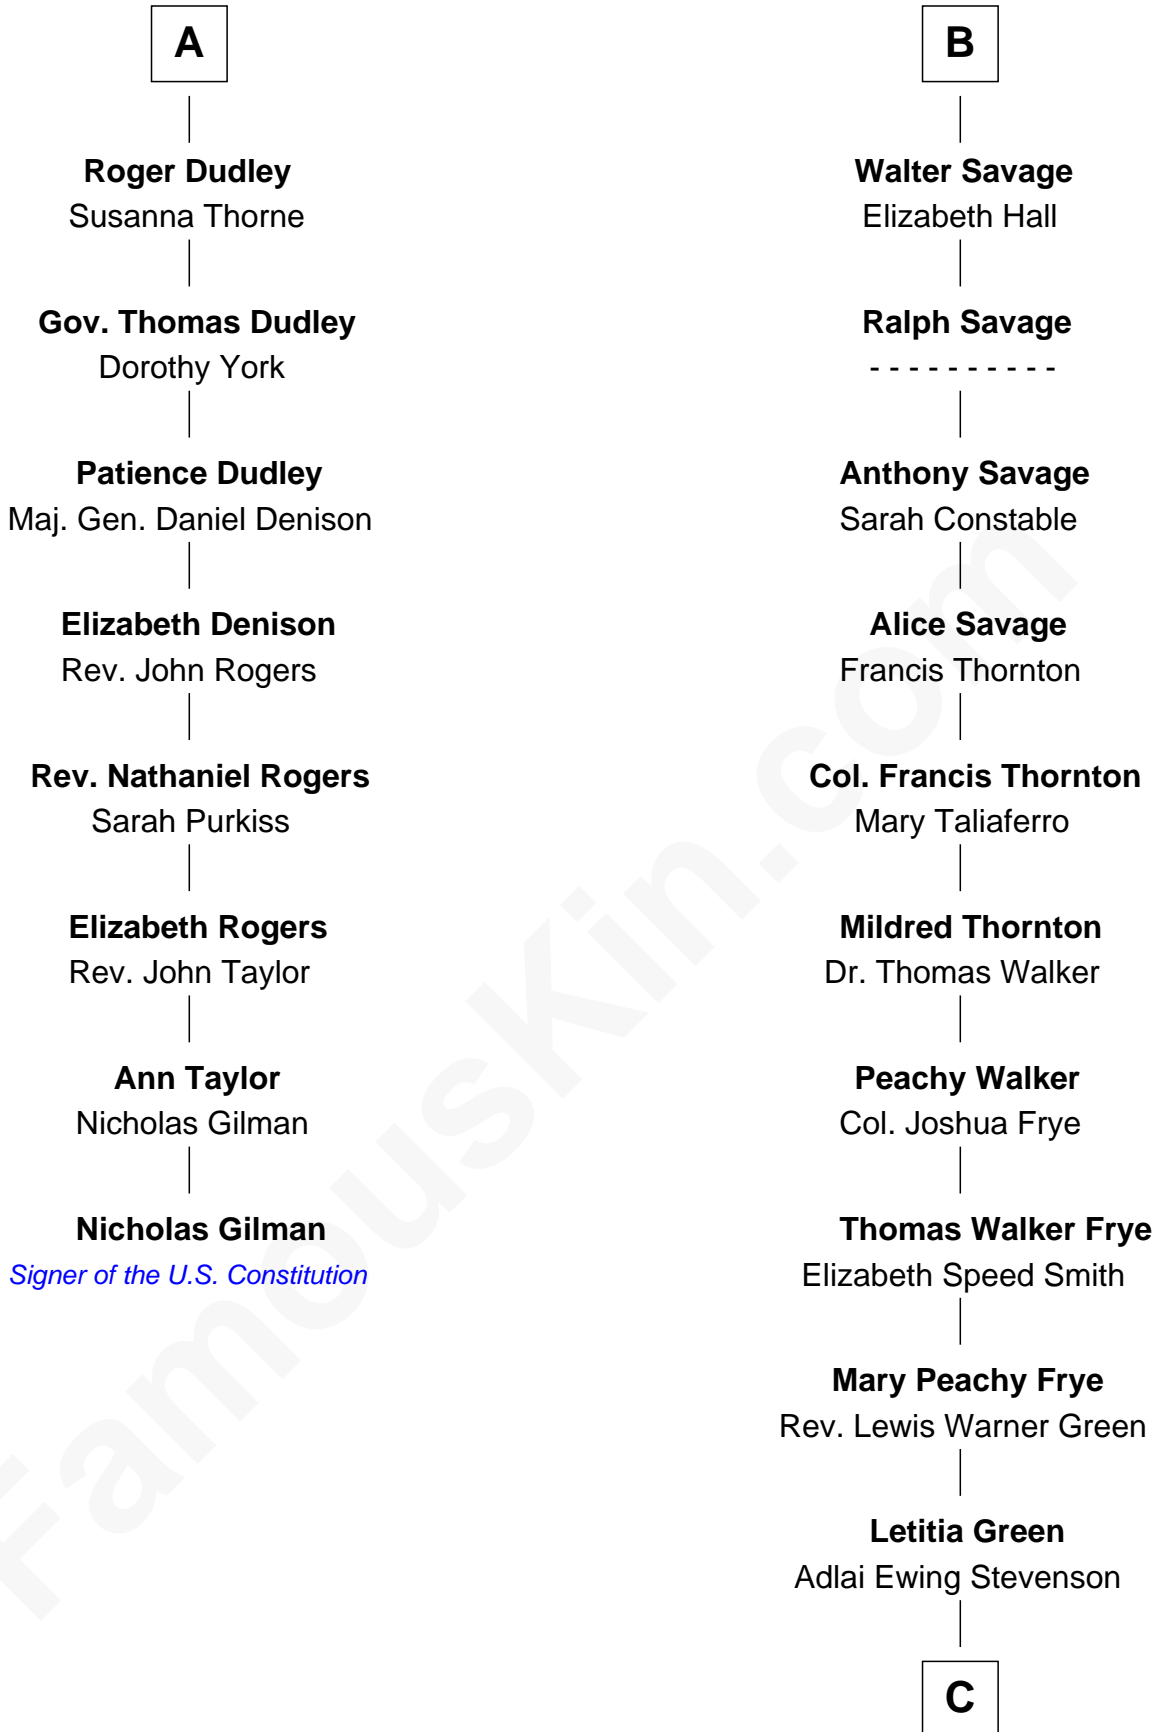 A
Roger Dudley
Susanna Thorne
Gov. Thomas Dudley
Dorothy York
Patience Dudley
Maj. Gen. Daniel Denison
Elizabeth Denison
Rev. John Rogers
Rev. Nathaniel Rogers
Sarah Purkiss
Elizabeth Rogers
Rev. John Taylor
Ann Taylor
Nicholas Gilman
Nicholas Gilman
Signer of the U.S. Constitution
B
Walter Savage
Elizabeth Hall
Ralph Savage
- - - - - - - - - -
Anthony Savage
Sarah Constable
Alice Savage
Francis Thornton
Col. Francis Thornton
Mary Taliaferro
Mildred Thornton
Dr. Thomas Walker
Peachy Walker
Col. Joshua Frye
Thomas Walker Frye
Elizabeth Speed Smith
Mary Peachy Frye
Rev. Lewis Warner Green
Letitia Green
Adlai Ewing Stevenson
C
FamousKin.com